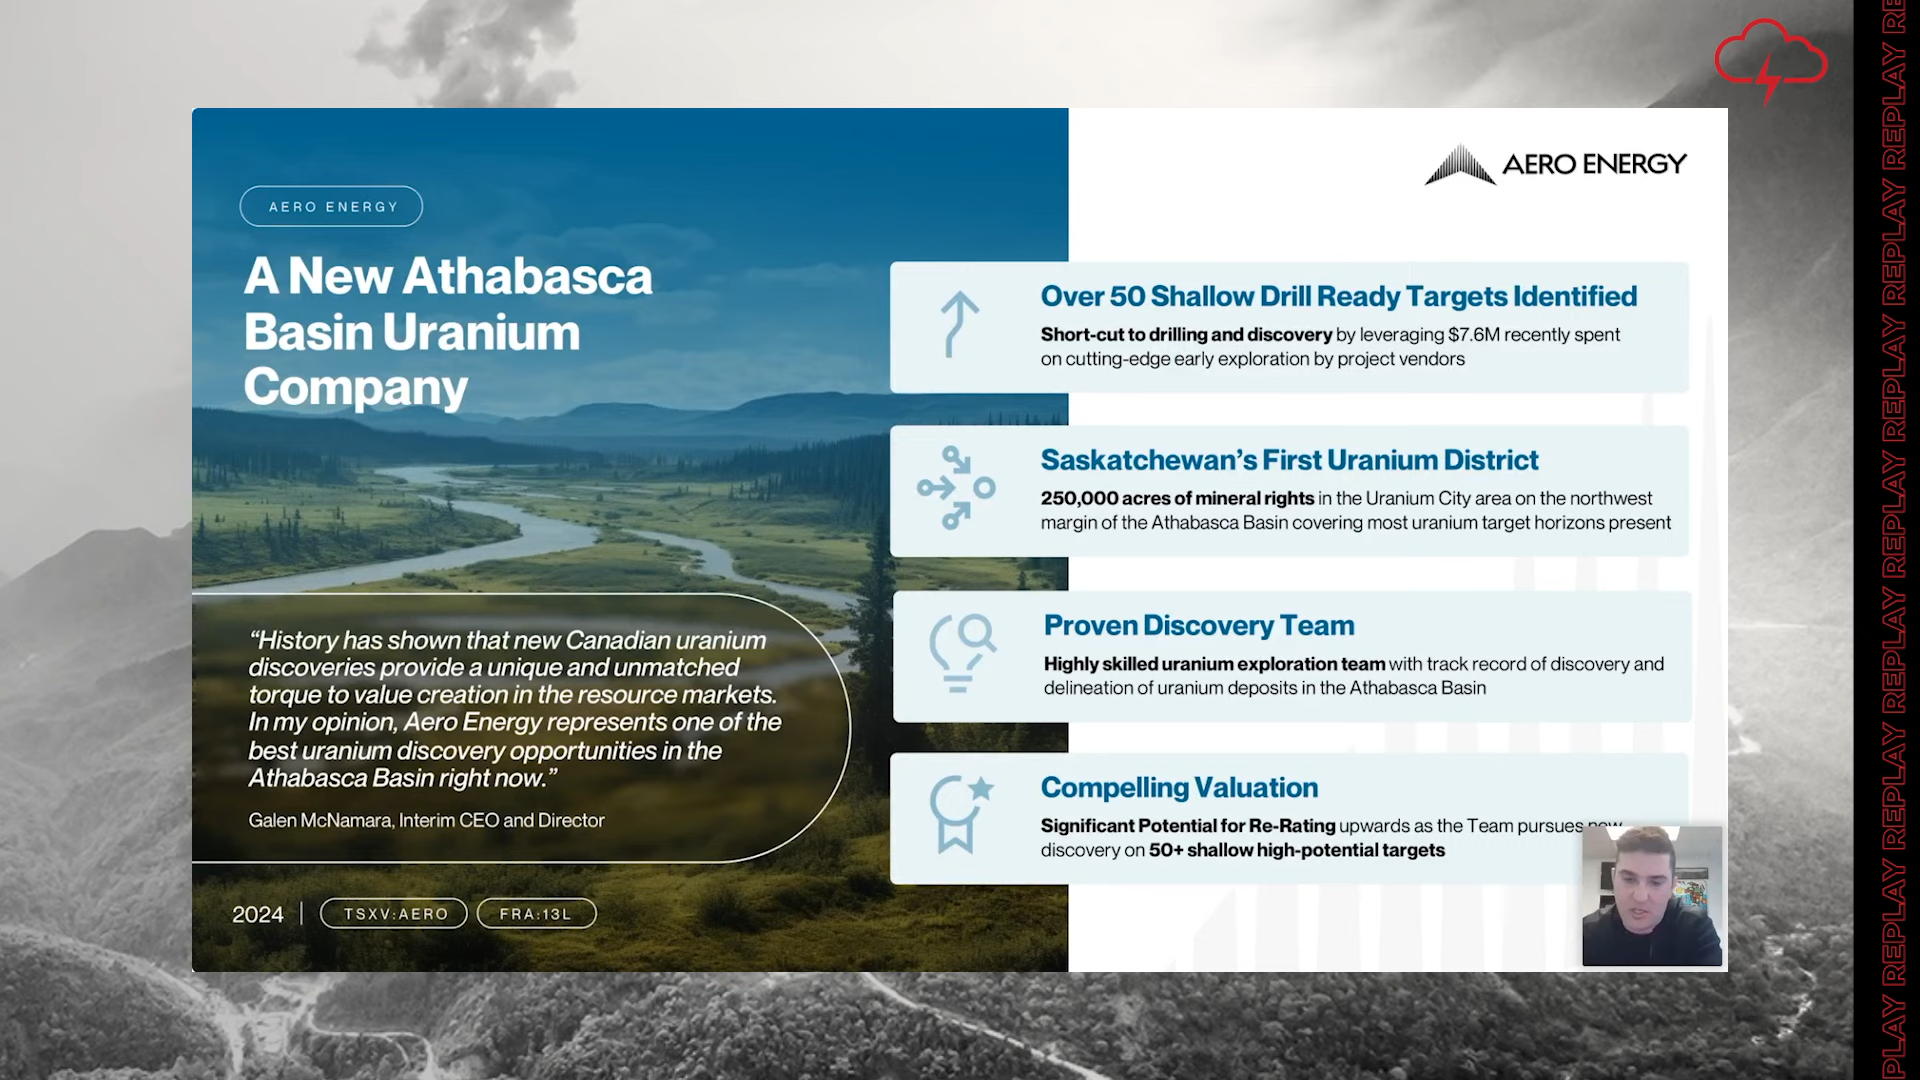 AERO ENERGY
A New Athabasca
Basin Uranium
Company
“History has shown that new Canadian uranium
discoveries provide a unique and unmatched
torque to value creation in the resource markets.
In my opinion, Aero Energy represents one of the
best uranium discovery opportunities in the
Athabasca Basin right now.”
Galen McNamara, Interim CEO and Director
2024 | TSXV:AERO FRA:13L
AERO ENERGY
Over 50 Shallow Drill Ready Targets Identified
Short-cut to drilling and discovery by leveraging $7.6M recently spent
on cutting-edge early exploration by project vendors
Saskatchewan’s First Uranium District
250,000 acres of mineral rights in the Uranium City area on the northwest
margin of the Athabasca Basin covering most uranium target horizons present
Proven Discovery Team
Highly skilled uranium exploration team with track record of discovery and
delineation of uranium deposits in the Athabasca Basin
Compelling Valuation
Significant Potential for Re-Rating upwards as the Team pursues new
discovery on 50+ shallow high-potential targets
PLAY REPLAY REPLAY REPLAY REPLAY REPLAY REPLAY REPLAY RE